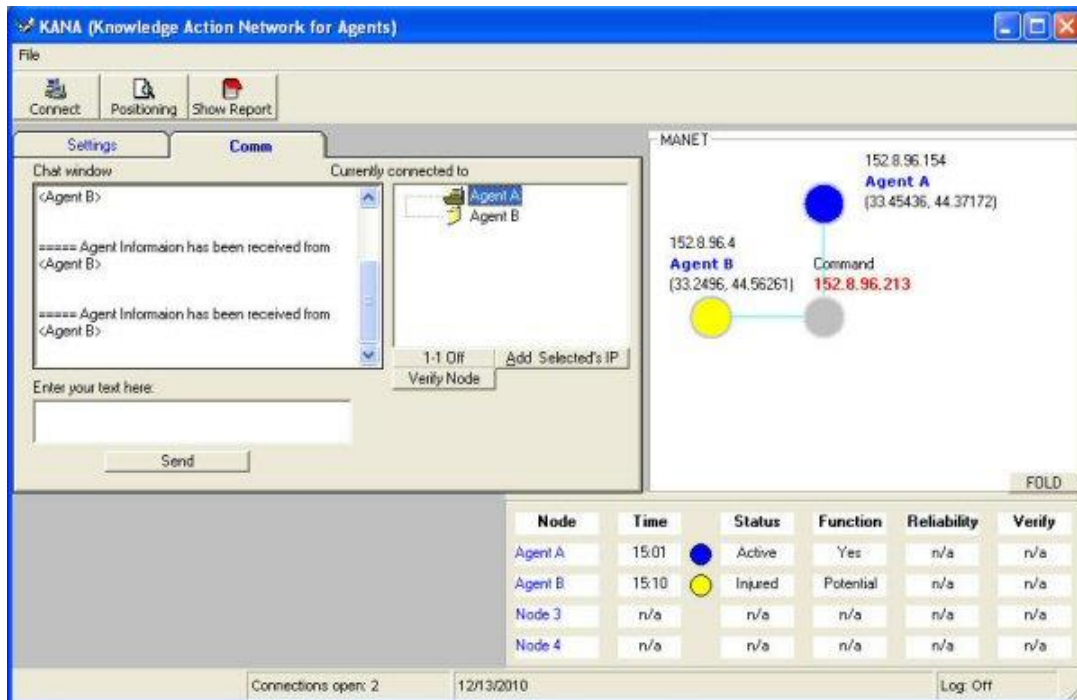 KANA (Knowledge Action Network for Agents)
File
Connect Positioning Show Report
Settings Comm
Chat window
<Agent B>
===== Agent Informaion has been received from
<Agent B>
===== Agent Informaion has been received from
<Agent B>
Currently connected to
Agent A
Agent B
1-1 Off Add Selected's IP
Verify Node
Enter your text here:
Send
MANET
152.8.96.154
Agent A
(33.45436, 44.37172)
152.8.96.4
Agent B
(33.2496, 44.56261)
Command
152.8.96.213
FOLD
Node Time Status Function Reliability Verify
Agent A 15:01 Active Yes n/a n/a
Agent B 15:10 Injured Potential n/a n/a
Node 3 n/a n/a n/a n/a n/a
Node 4 n/a n/a n/a n/a n/a
Connections open: 2 12/13/2010 Log: Off